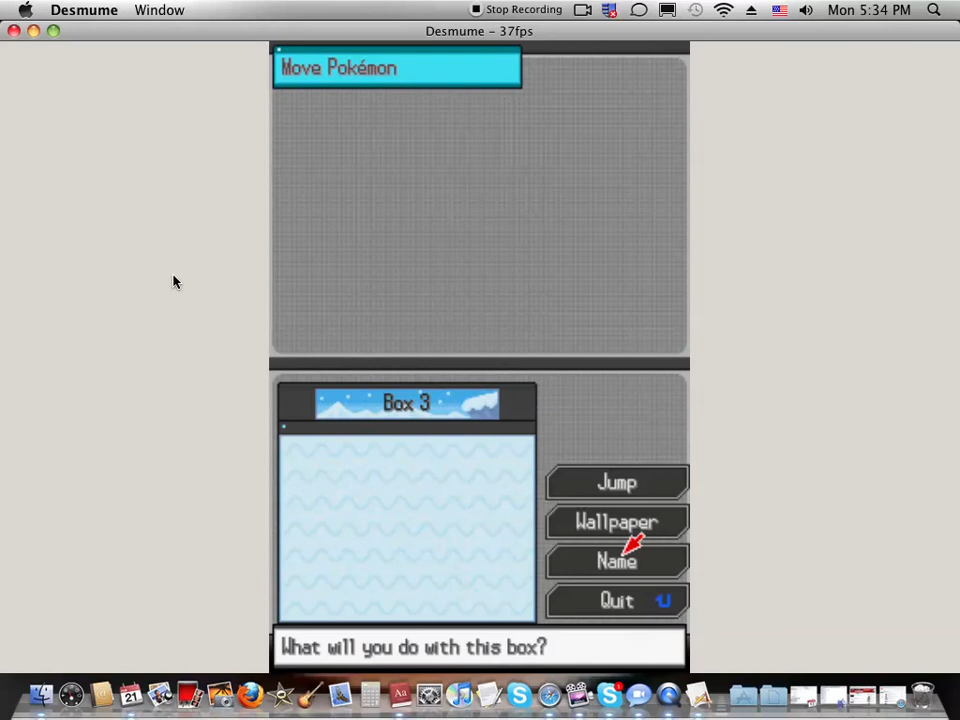 Desmume Window Stop Recording Mon 5:34 PM
Desmume - 37fps
Move Pokémon
Box 3
Jump
Wallpaper
Name
Quit
What will you do with this box?